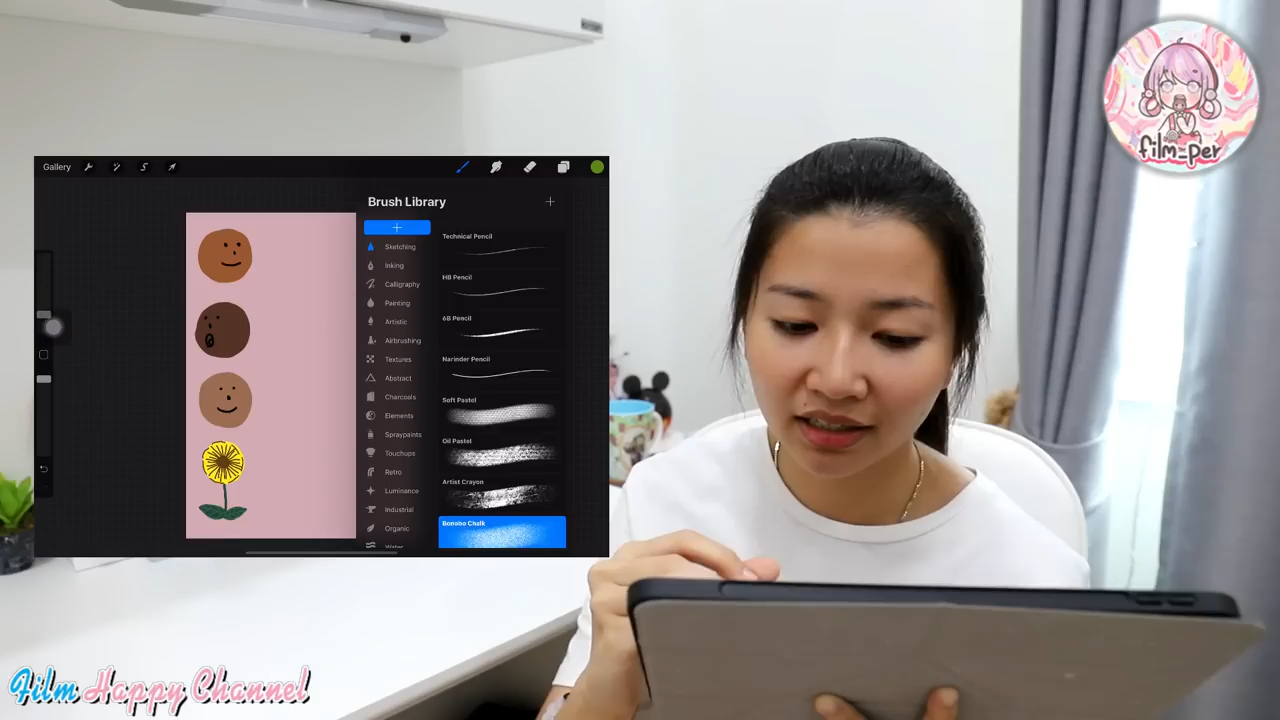 film_per
Gallery
Brush Library
Sketching
Inking
Calligraphy
Painting
Artistic
Airbrushing
Textures
Abstract
Charcoals
Elements
Spraypaints
Touchups
Retro
Luminance
Industrial
Organic
Water
Technical Pencil
HB Pencil
6B Pencil
Narinder Pencil
Soft Pastel
Oil Pastel
Artist Crayon
Bonobo Chalk
Film Happy Channel